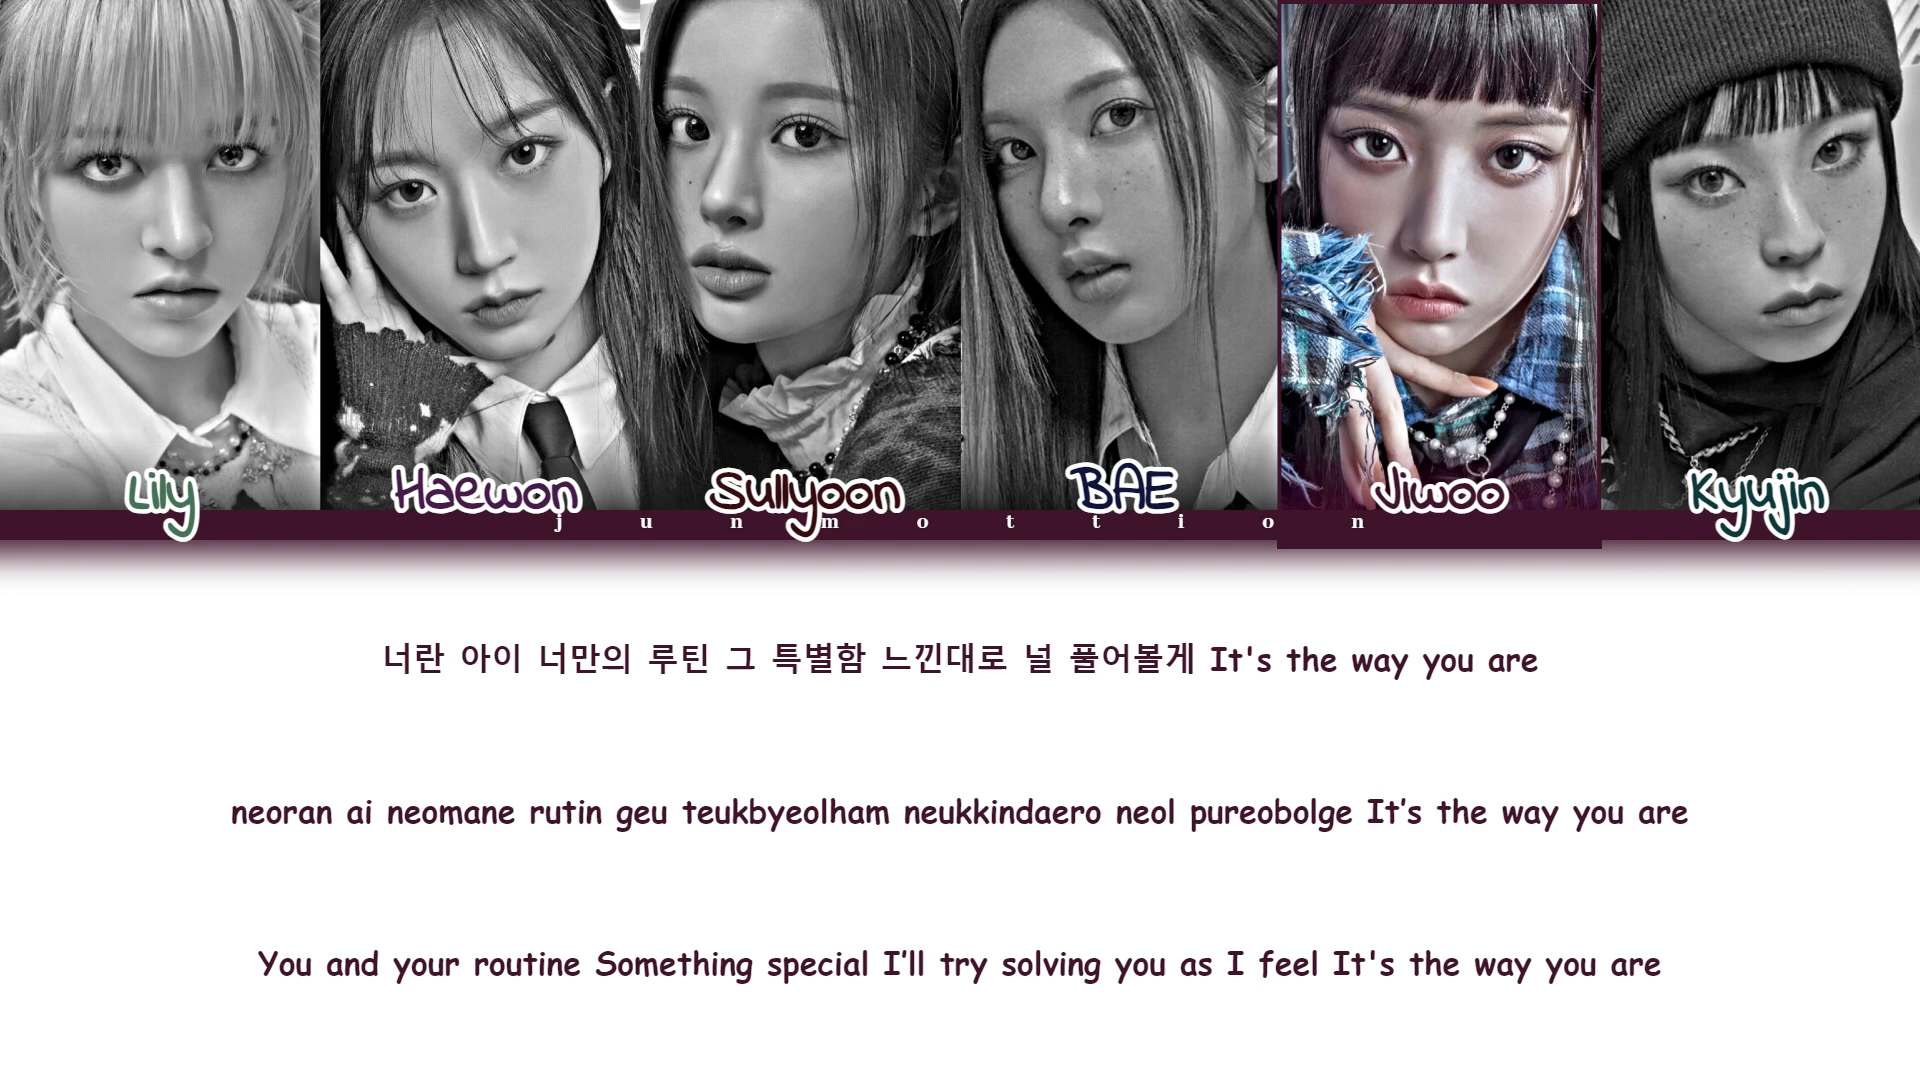 Lily Haewon Sullyoon BAE Jiwoo Kyujin
junmottion
너란 아이 너만의 루틴 그 특별함 느낀대로 널 풀어볼게 It's the way you are
neoran ai neomane rutin geu teukbyeolham neukkindaero neol pureobolge It’s the way you are
You and your routine Something special I’ll try solving you as I feel It's the way you are